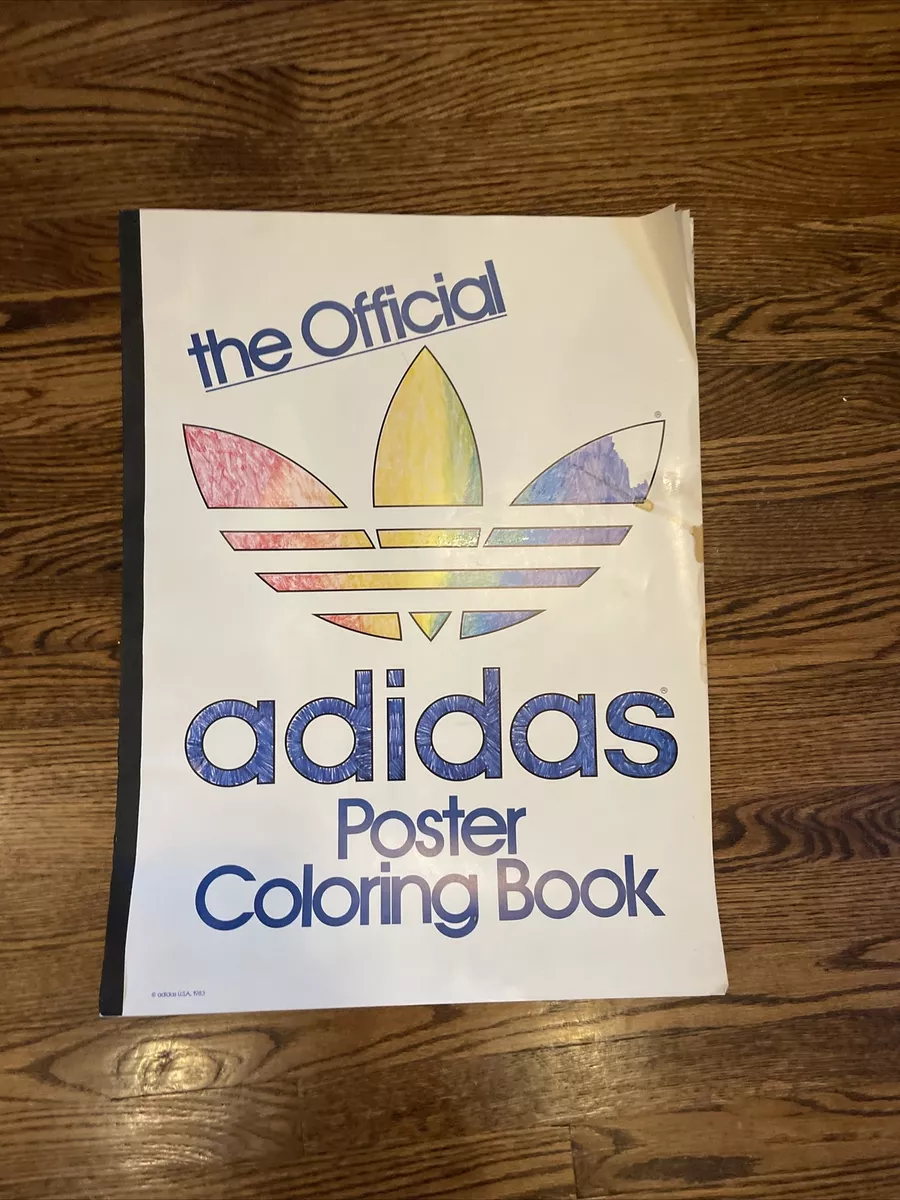 the Official
®
adidas®
Poster
Coloring Book
© adidas U.S.A. 1983